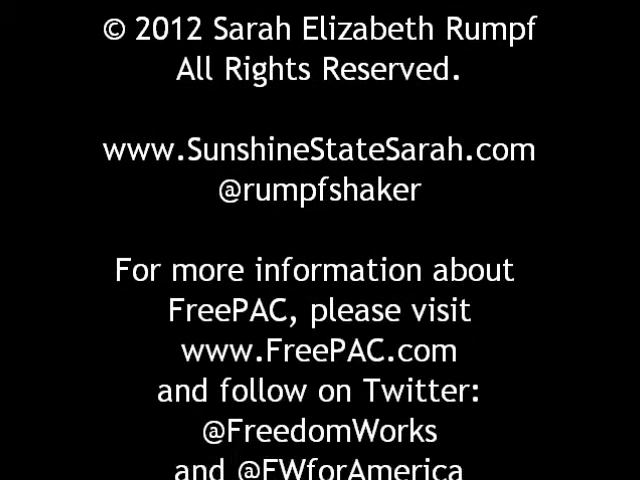 © 2012 Sarah Elizabeth Rumpf
All Rights Reserved.
www.SunshineStateSarah.com
@rumpfshaker
For more information about
FreePAC, please visit
www.FreePAC.com
and follow on Twitter:
@FreedomWorks
and @FWforAmerica